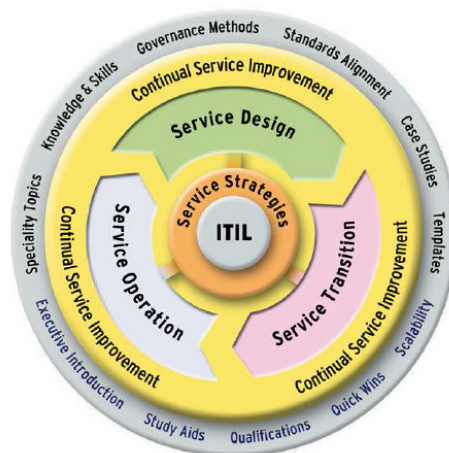 Governance Methods
Standards Alignment
Case Studies
Templates
Scalability
Quick Wins
Qualifications
Study Aids
Executive Introduction
Speciality Topics
Knowledge & Skills
Continual Service Improvement
Continual Service Improvement
Continual Service Improvement
Service Design
Service Transition
Service Operation
Service Strategies
ITIL